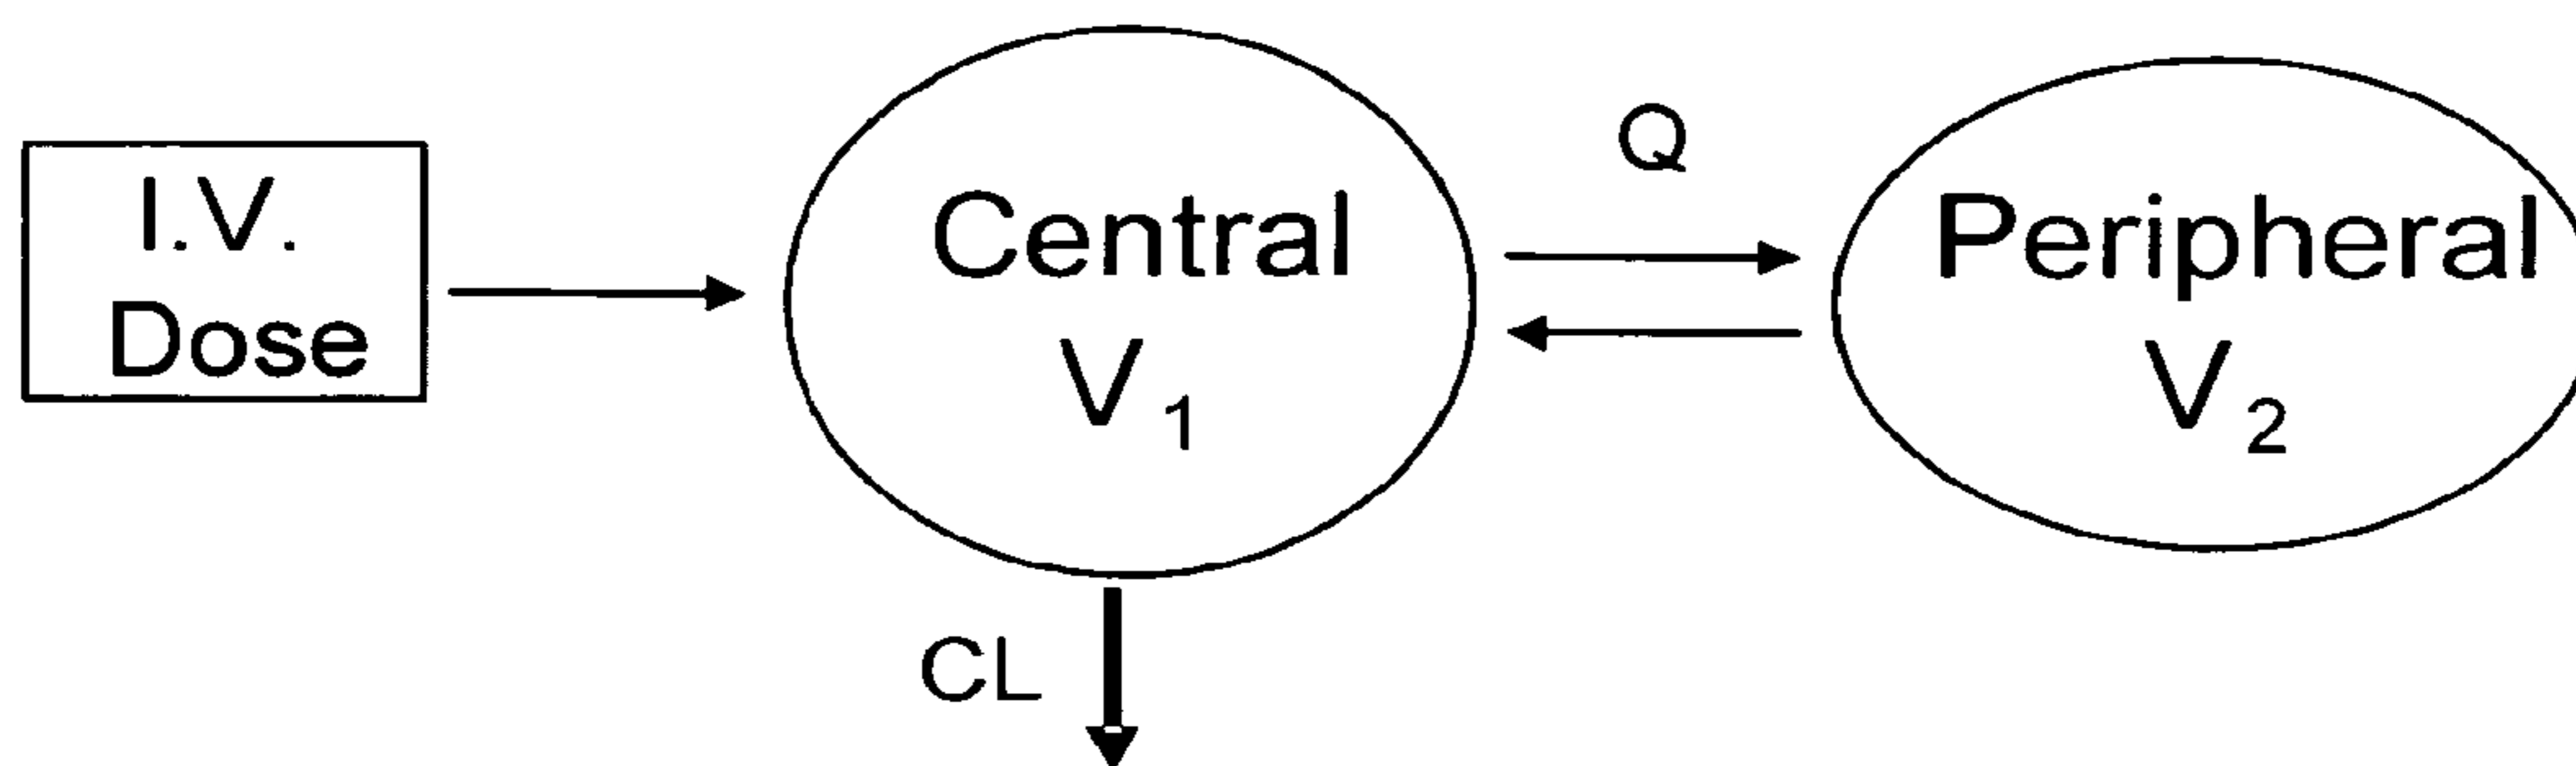 I.V.
Dose
Central
V1
Q
Peripheral
V2
CL